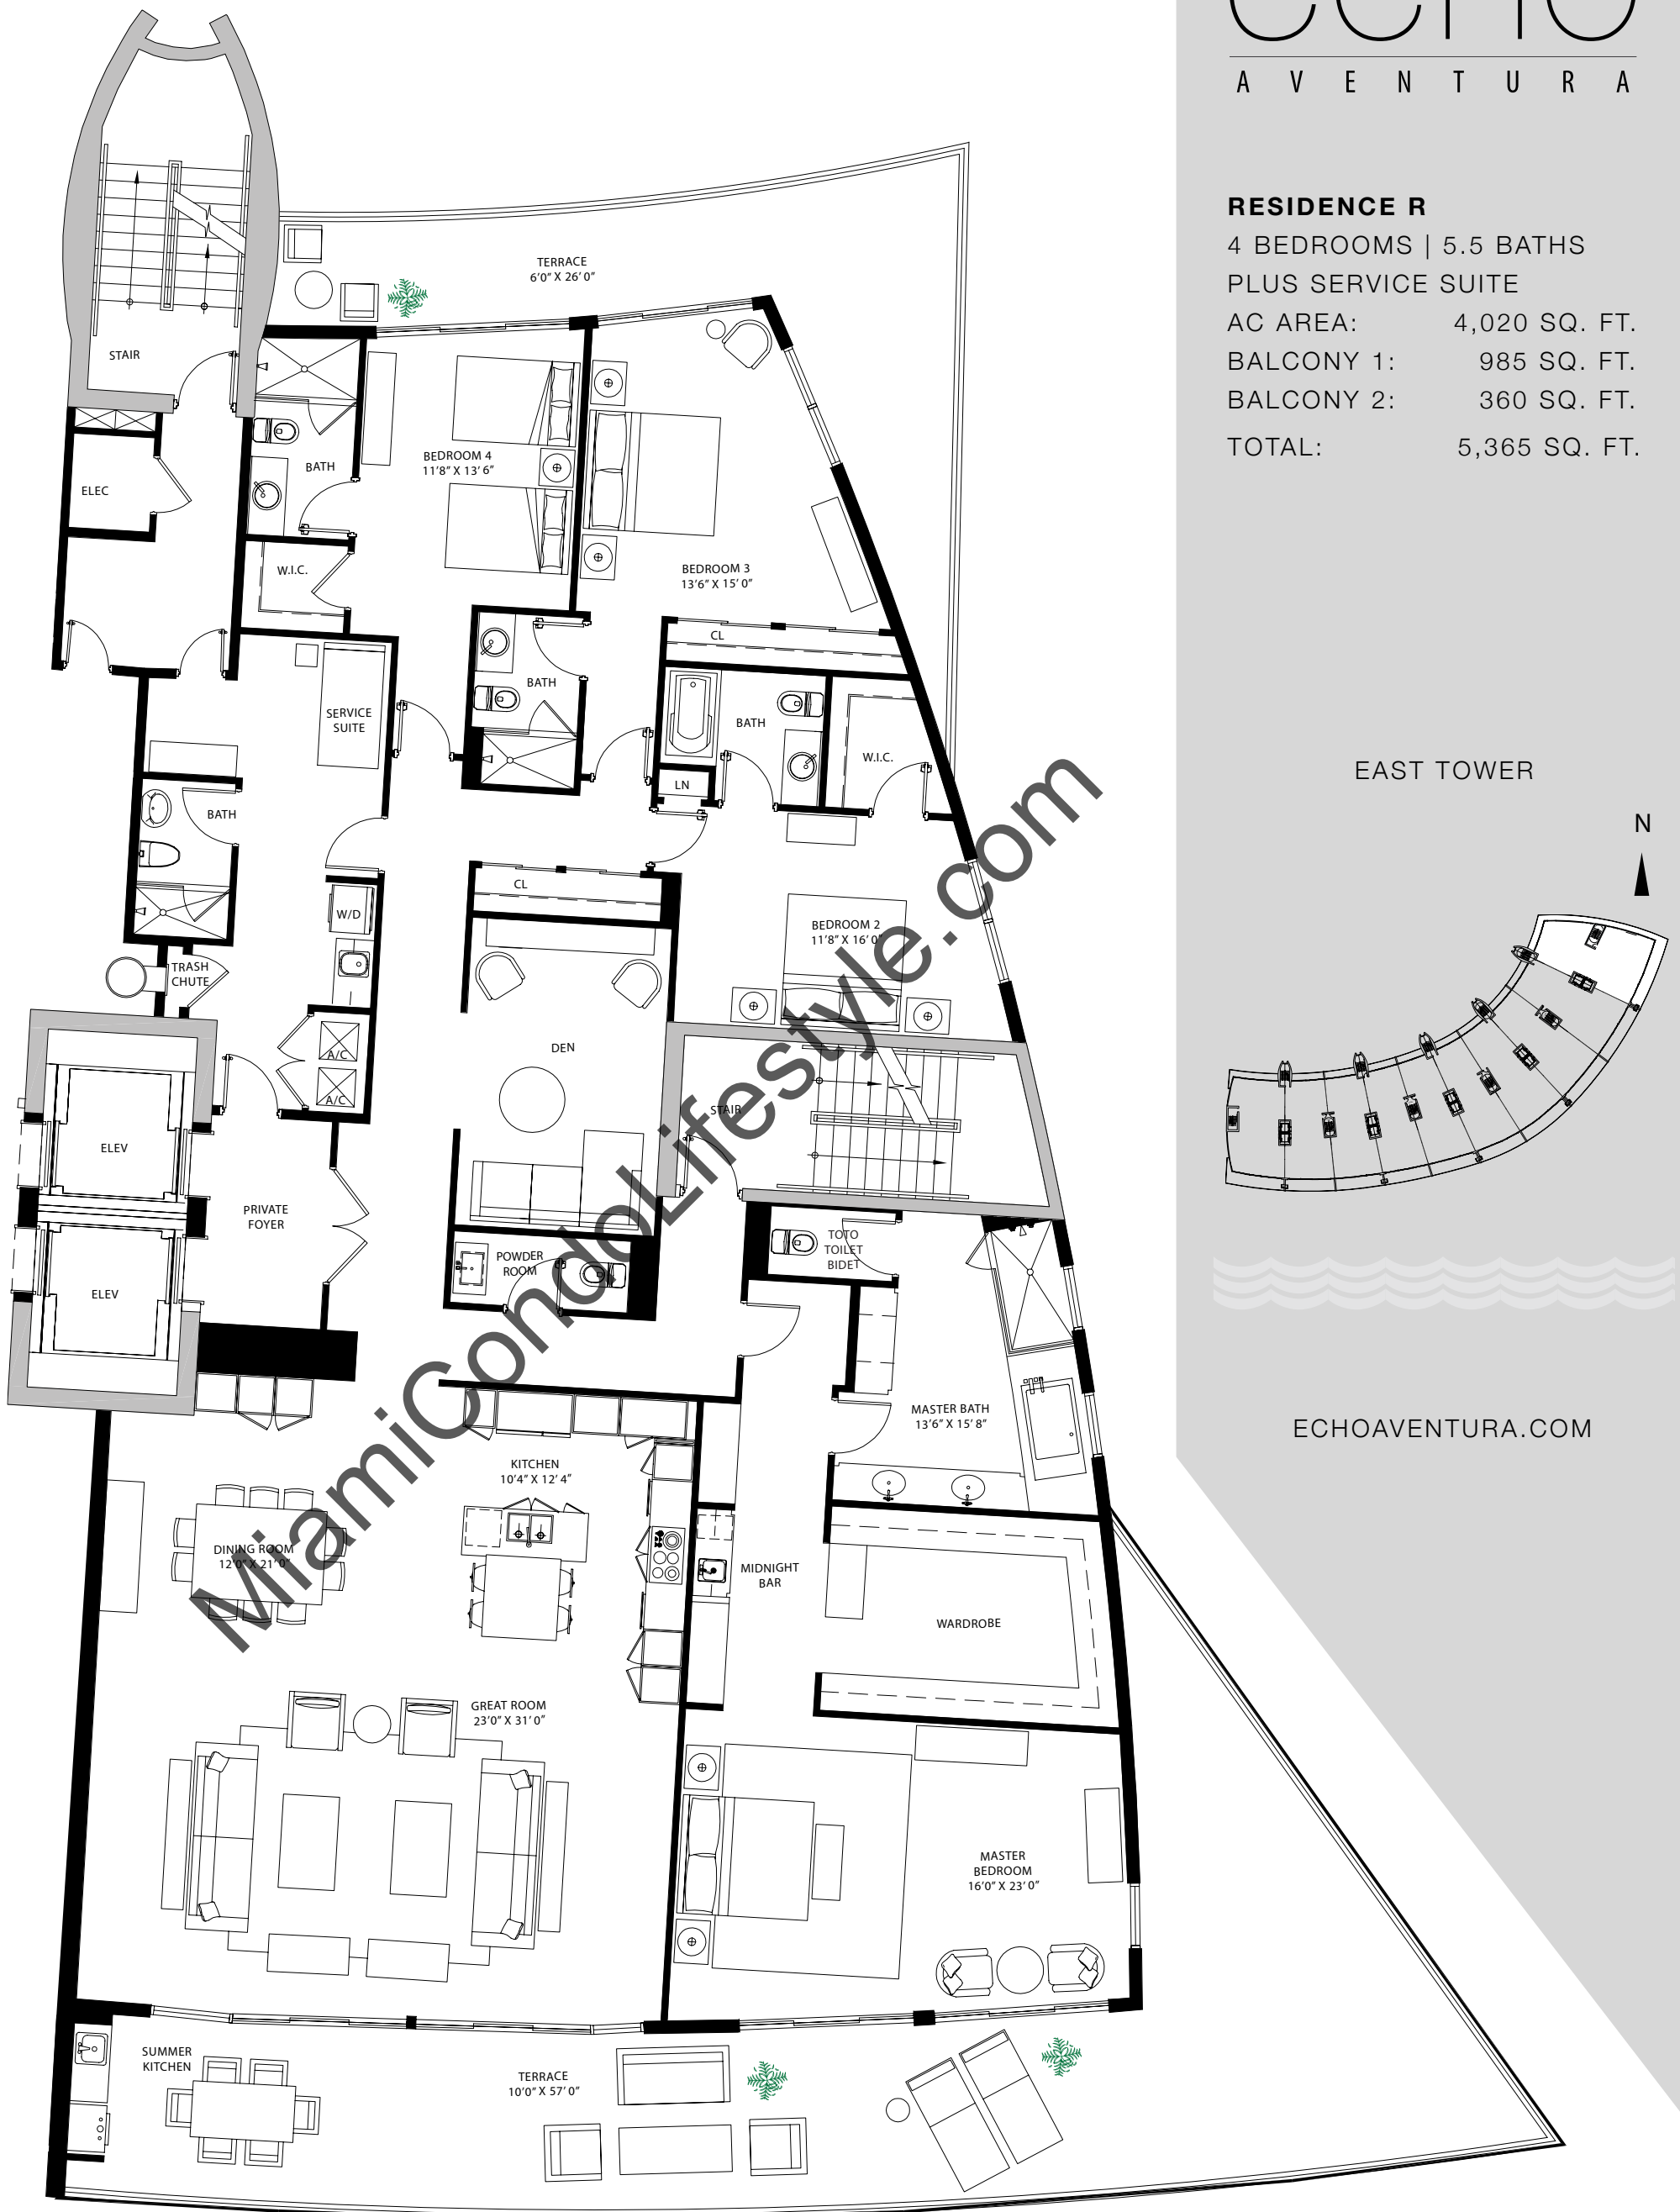 echo
AVENTURA
RESIDENCE R
4 BEDROOMS | 5.5 BATHS
PLUS SERVICE SUITE
AC AREA: 4,020 SQ. FT.
BALCONY 1: 985 SQ. FT.
BALCONY 2: 360 SQ. FT.
TOTAL: 5,365 SQ. FT.
EAST TOWER
N
ECHOAVENTURA.COM
TERRACE
6'0" X 26'0"
STAIR
ELEC
BATH
W.I.C.
BEDROOM 4
11'8" X 13'6"
BEDROOM 3
13'6" X 15'0"
CL
SERVICE
SUITE
BATH
BATH
W.I.C.
LN
BATH
CL
W/D
BEDROOM 2
11'8" X 16'0"
TRASH
CHUTE
A/C
A/C
DEN
STAIR
ELEV
ELEV
PRIVATE
FOYER
POWDER
ROOM
TOTO
TOILET
BIDET
MASTER BATH
13'6" X 15'8"
KITCHEN
10'4" X 12'4"
DINING ROOM
12'0" X 21'0"
MIDNIGHT
BAR
WARDROBE
GREAT ROOM
23'0" X 31'0"
MASTER
BEDROOM
16'0" X 23'0"
SUMMER
KITCHEN
TERRACE
10'0" X 57'0"
MiamiCondoLifestyle.com